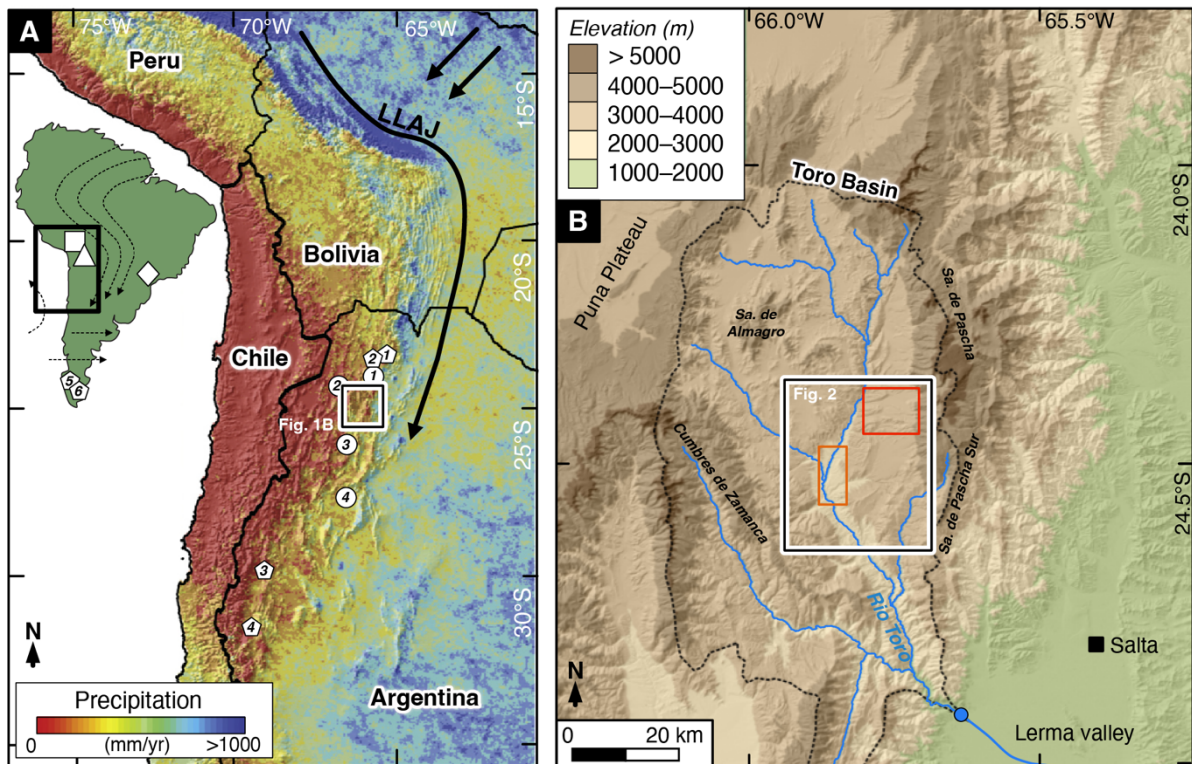 A
75°W
70°W
65°W
Peru
15°S
LLAJ
Bolivia
20°S
Chile
1
2
1
2
Fig. 1B
25°S
3
4
5
6
3
4
30°S
N
Argentina
Precipitation
0
(mm/yr)
>1000
Elevation (m)
> 5000
4000–5000
3000–4000
2000–3000
1000–2000
66.0°W
65.5°W
Toro Basin
24.0°S
B
Puna Plateau
Sa. de Pascha
Sa. de
Almagro
Fig. 2
Cumbres de Zamanca
Sa. de Pascha Sur
24.5°S
Rio Toro
Salta
N
0
20 km
Lerma valley